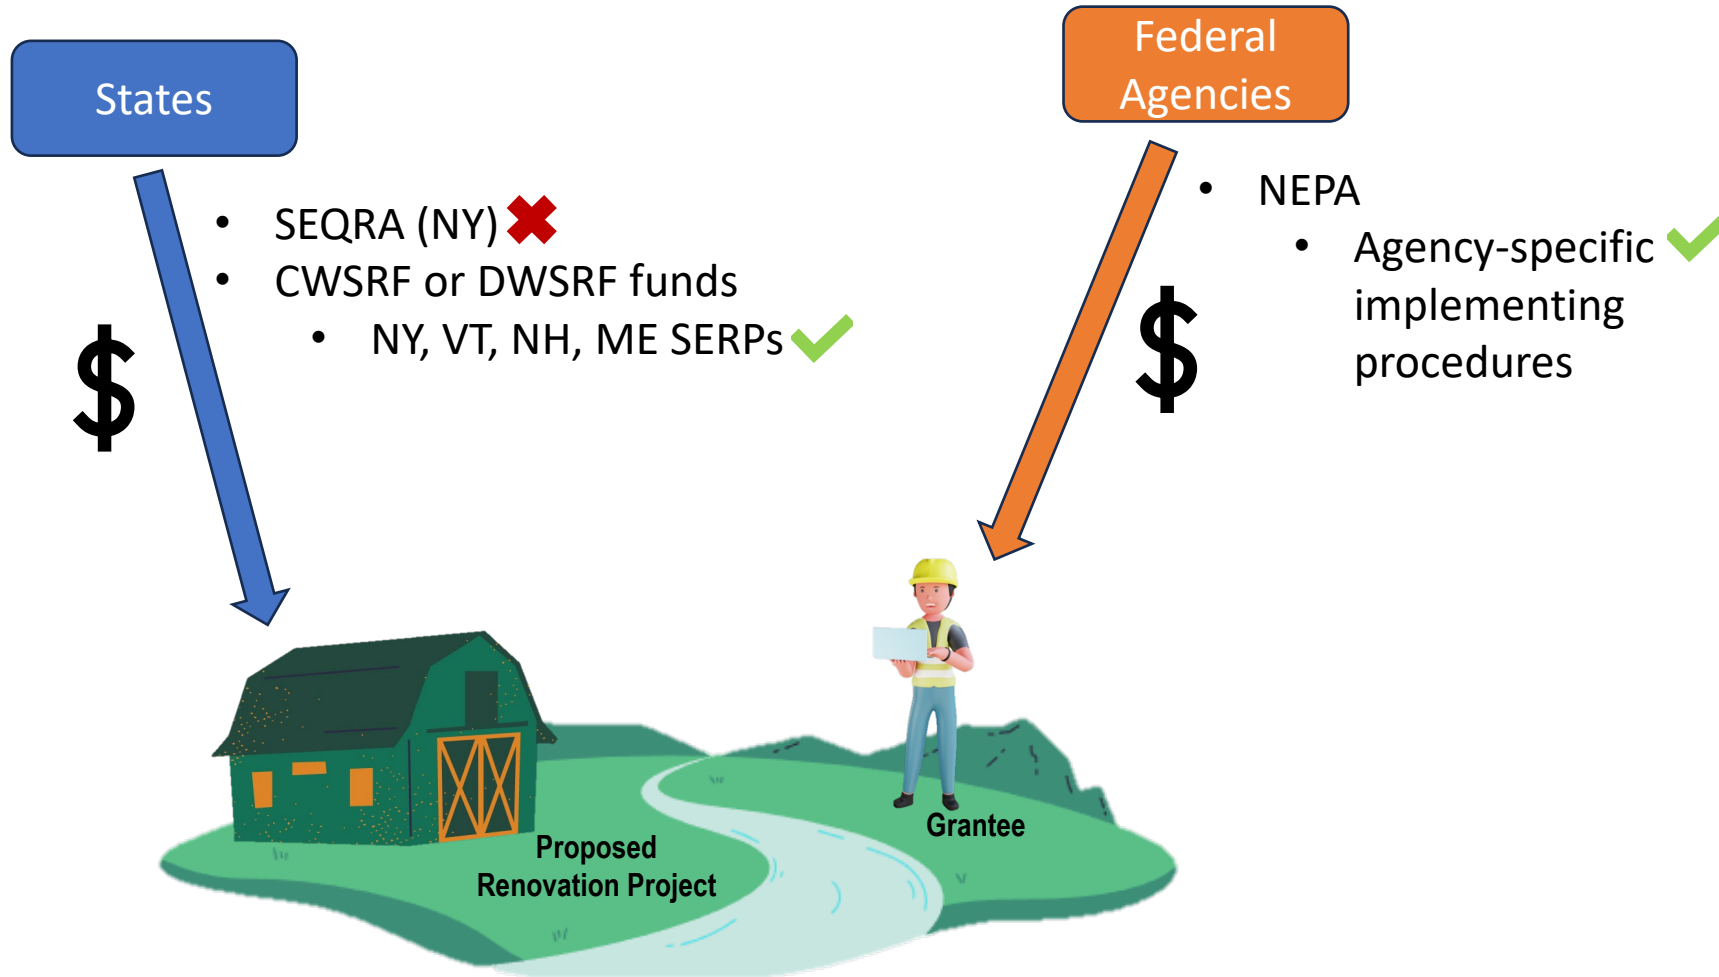 States
• SEQRA (NY)
• CWSRF or DWSRF funds
• NY, VT, NH, ME SERPs
$
Federal
Agencies
• NEPA
• Agency-specific
implementing
procedures
$
Proposed
Renovation Project
Grantee